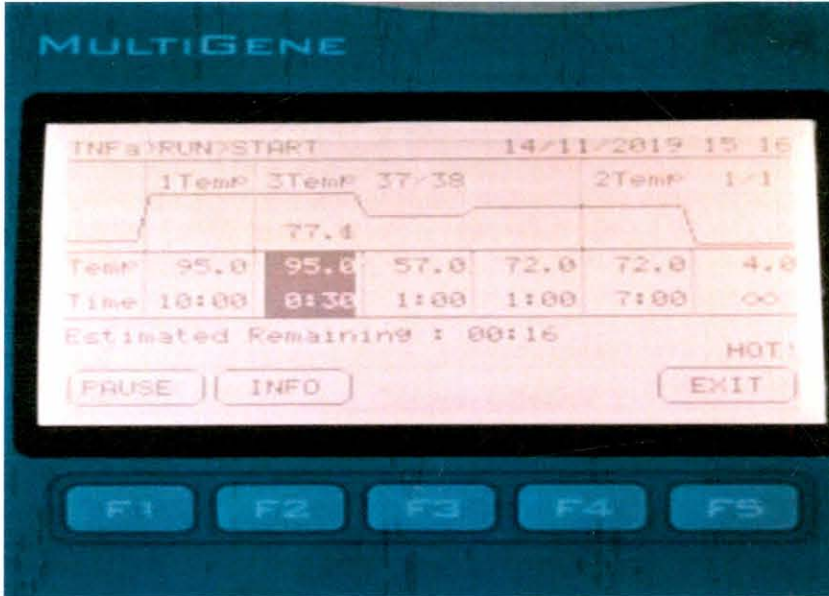 MULTIGENE
TNFa>RUN>START 14/11/2019 15 16
1Temp 3Temp 37/38 2Temp 1/1
77.4
Temp 95.0 95.0 57.0 72.0 72.0 4.0
Time 10:00 0:30 1:00 1:00 7:00 ∞
Estimated Remaining : 00:16
HOT!
PAUSE INFO EXIT
F1 F2 F3 F4 F5